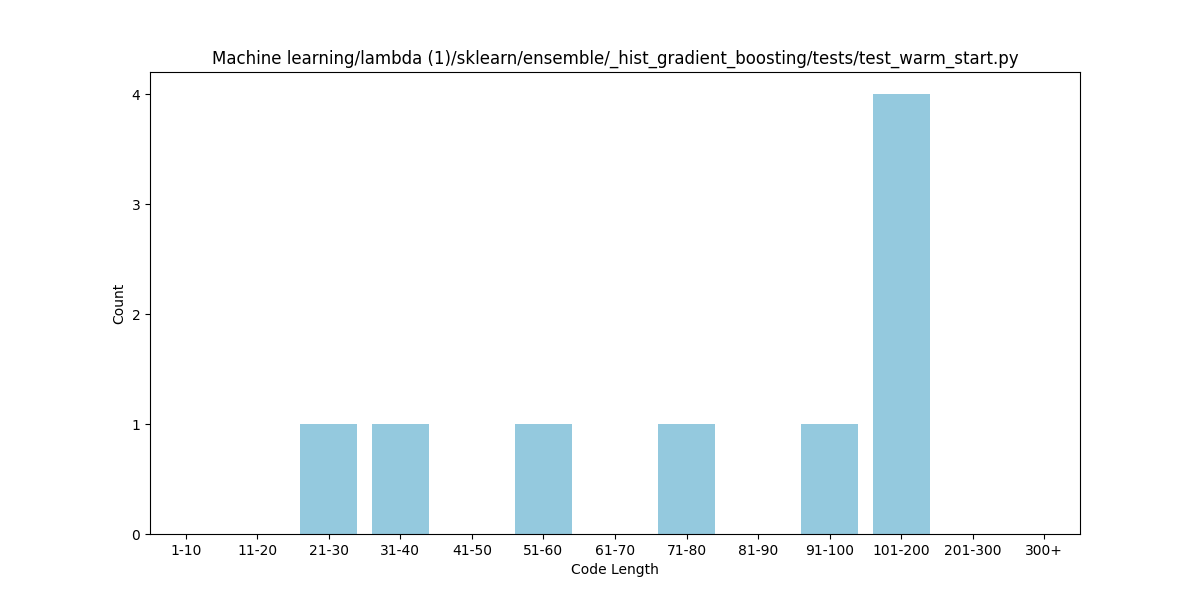 Machine learning/lambda (1)/sklearn/ensemble/_hist_gradient_boosting/tests/test_warm_start.py
4
3
2
1
0
Count
1-10 11-20 21-30 31-40 41-50 51-60 61-70 71-80 81-90 91-100 101-200 201-300 300+
Code Length